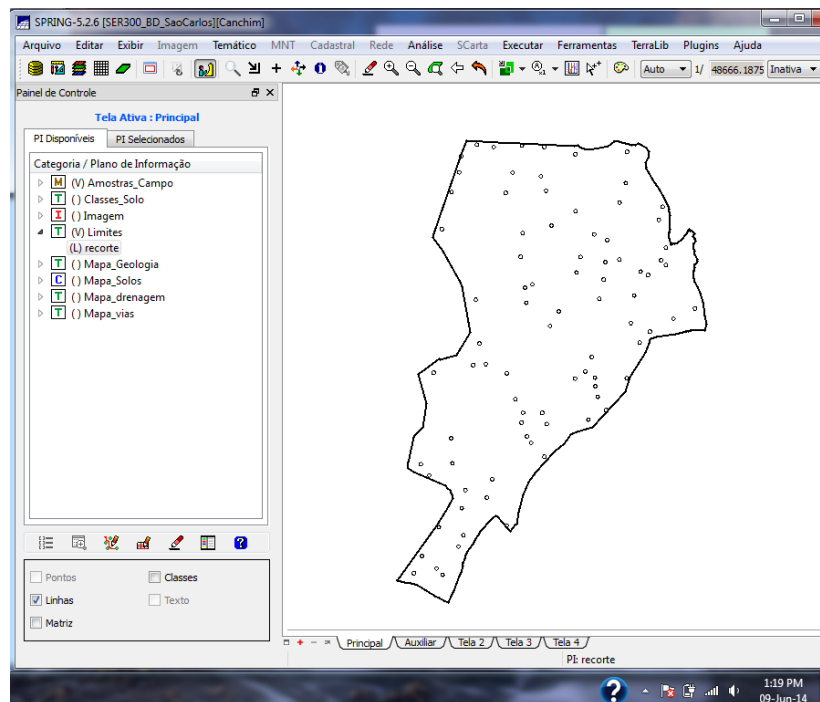 SPRING-5.2.6 [SER300_BD_SaoCarlos][Canchim]
Arquivo Editar Exibir Imagem Temático MNT Cadastral Rede Análise SCarta Executar Ferramentas TerraLib Plugins Ajuda
Auto 1/ 48666.1875 Inativa
Painel de Controle
Tela Ativa : Principal
PI Disponíveis PI Selecionados
Categoria / Plano de Informação
M (V) Amostras_Campo
T ( ) Classes_Solo
I ( ) Imagem
T (V) Limites
(L) recorte
T ( ) Mapa_Geologia
C ( ) Mapa_Solos
T ( ) Mapa_drenagem
T ( ) Mapa_vias
Pontos Classes
Linhas Texto
Matriz
Principal Auxiliar Tela 2 Tela 3 Tela 4
PI: recorte
1:19 PM
09-Jun-14